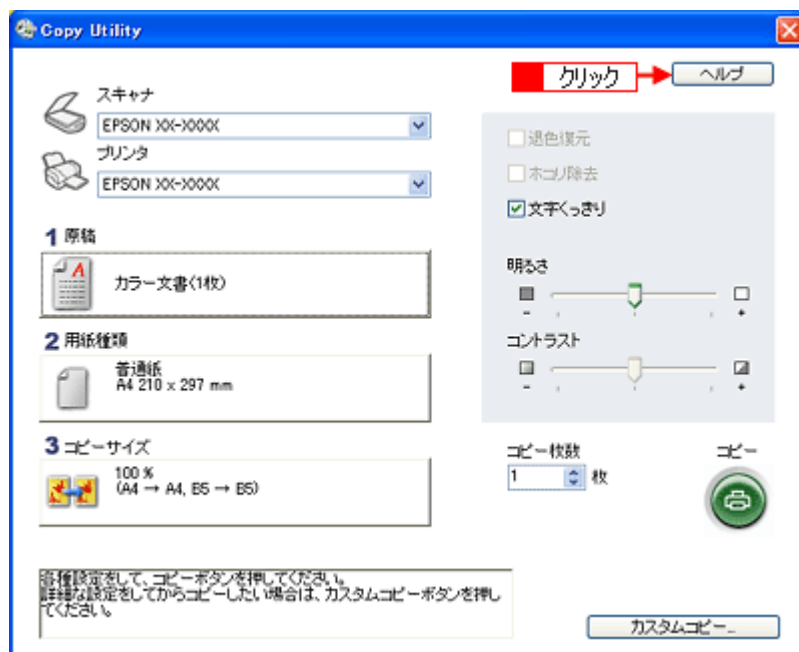 Copy Utility
クリック
ヘルプ
スキャナ
EPSON XX-XXXX
プリンタ
EPSON XX-XXXX
1 原稿
カラー文書(1枚)
2 用紙種類
普通紙
A4 210 x 297 mm
3 コピーサイズ
100 %
(A4 → A4, B5 → B5)
退色復元
ホコリ除去
文字くっきり
明るさ
- +
コントラスト
- +
コピー枚数
1 枚
コピー
各種設定をして、コピーボタンを押してください。
詳細な設定をしてからコピーしたい場合は、カスタムコピーボタンを押し
てください。
カスタムコピー...